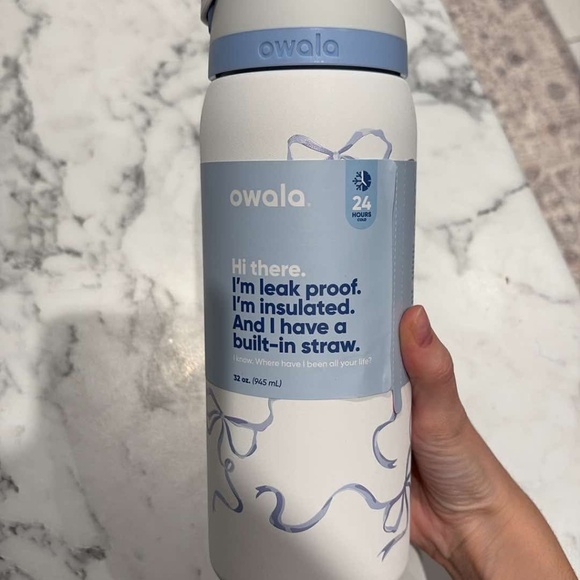 owala
owala.
24
HOURS
COLD
Hi there.
I'm leak proof.
I'm insulated.
And I have a
built-in straw.
I know. Where have I been all your life?
32 oz. (945 mL)